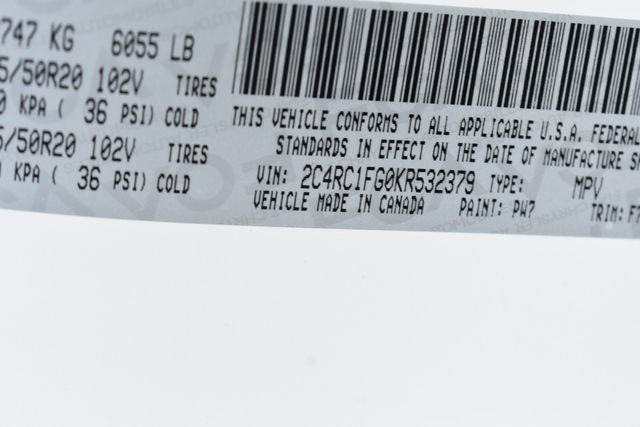 747 KG 6055 LB
5/50R20 102V TIRES
0 KPA ( 36 PSI) COLD
5/50R20 102V TIRES
KPA ( 36 PSI) COLD
THIS VEHICLE CONFORMS TO ALL APPLICABLE U.S.A. FEDERAL
STANDARDS IN EFFECT ON THE DATE OF MANUFACTURE S
VIN: 2C4RC1FG0KR532379 TYPE: MPV
VEHICLE MADE IN CANADA PAINT: PW7 TRIM: F7